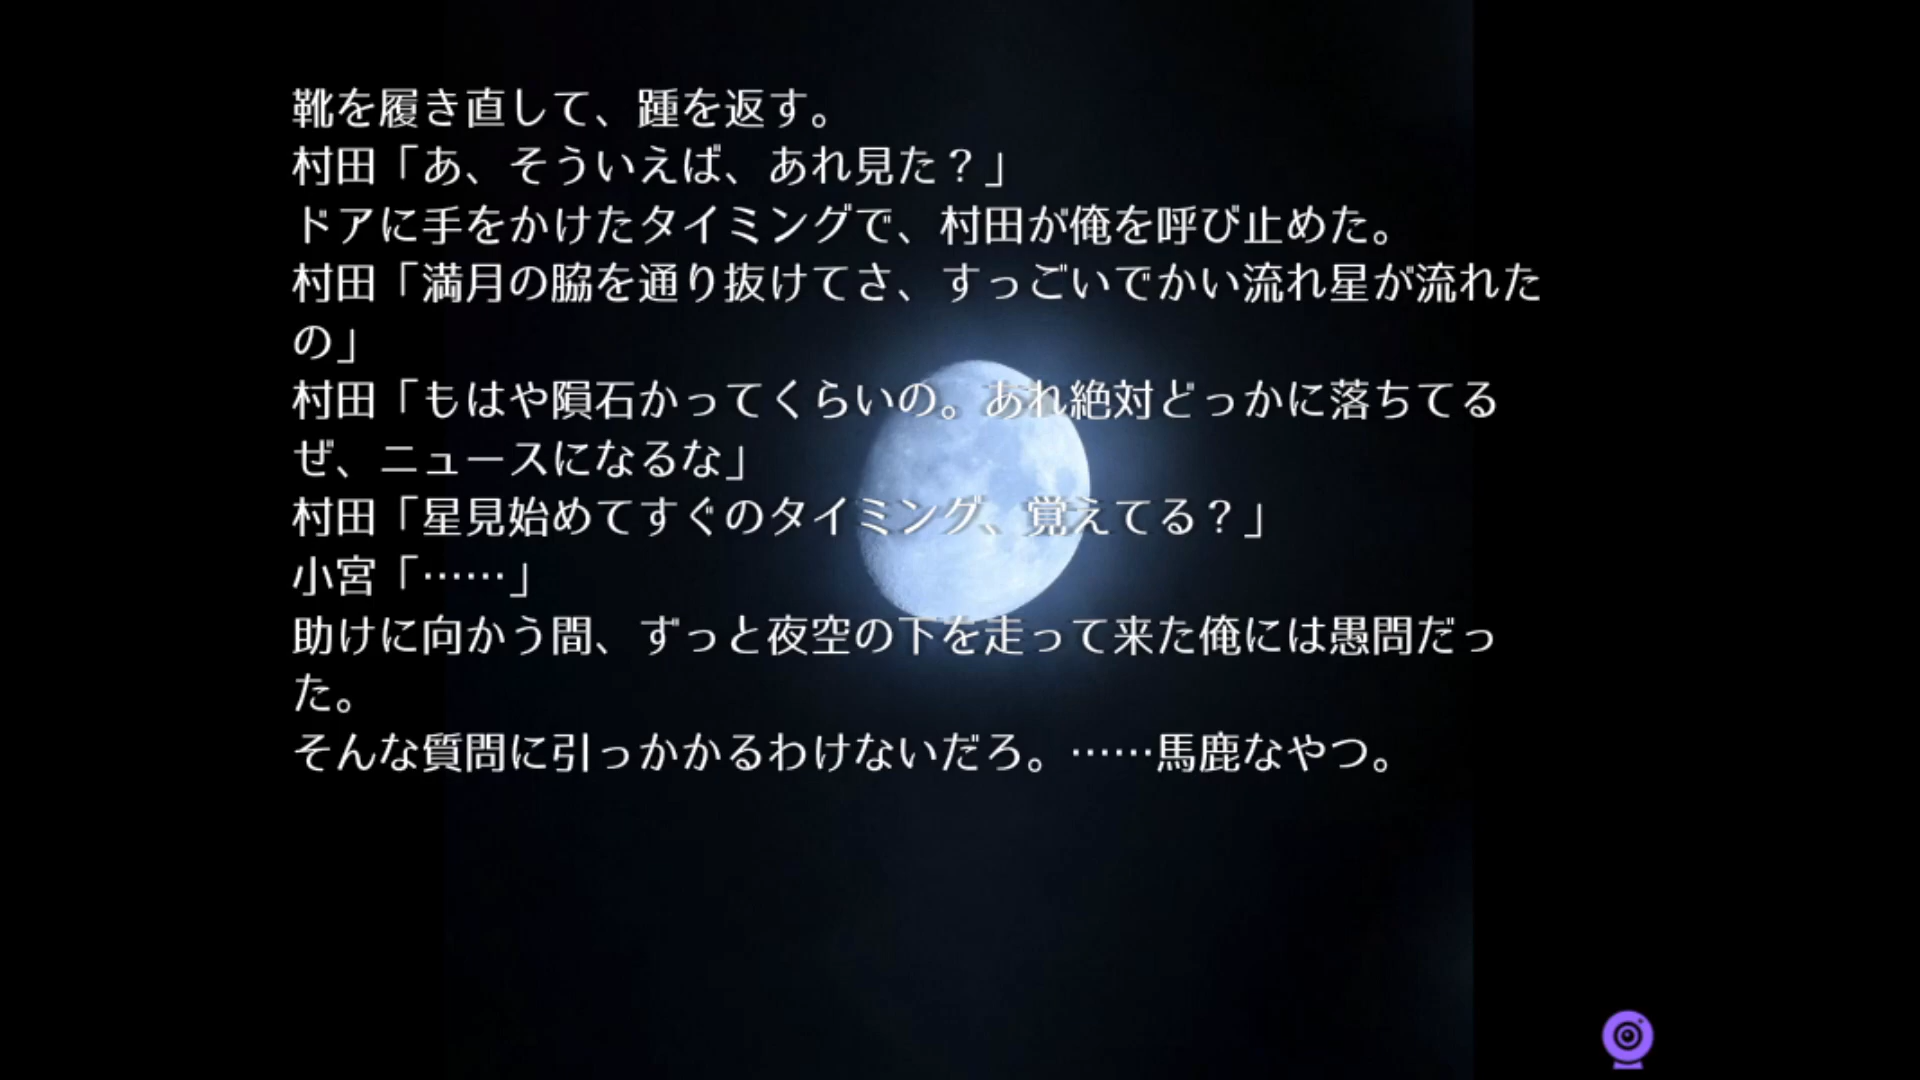 靴を履き直して、踵を返す。
村田「あ、そういえば、あれ見た？」
ドアに手をかけたタイミングで、村田が俺を呼び止めた。
村田「満月の脇を通り抜けてさ、すっごいでかい流れ星が流れた
の」
村田「もはや隕石かってくらいの。あれ絶対どっかに落ちてる
ぜ、ニュースになるな」
村田「星見始めてすぐのタイミング、覚えてる？」
小宮「……」
助けに向かう間、ずっと夜空の下を走って来た俺には愚問だっ
た。
そんな質問に引っかかるわけないだろ。……馬鹿なやつ。